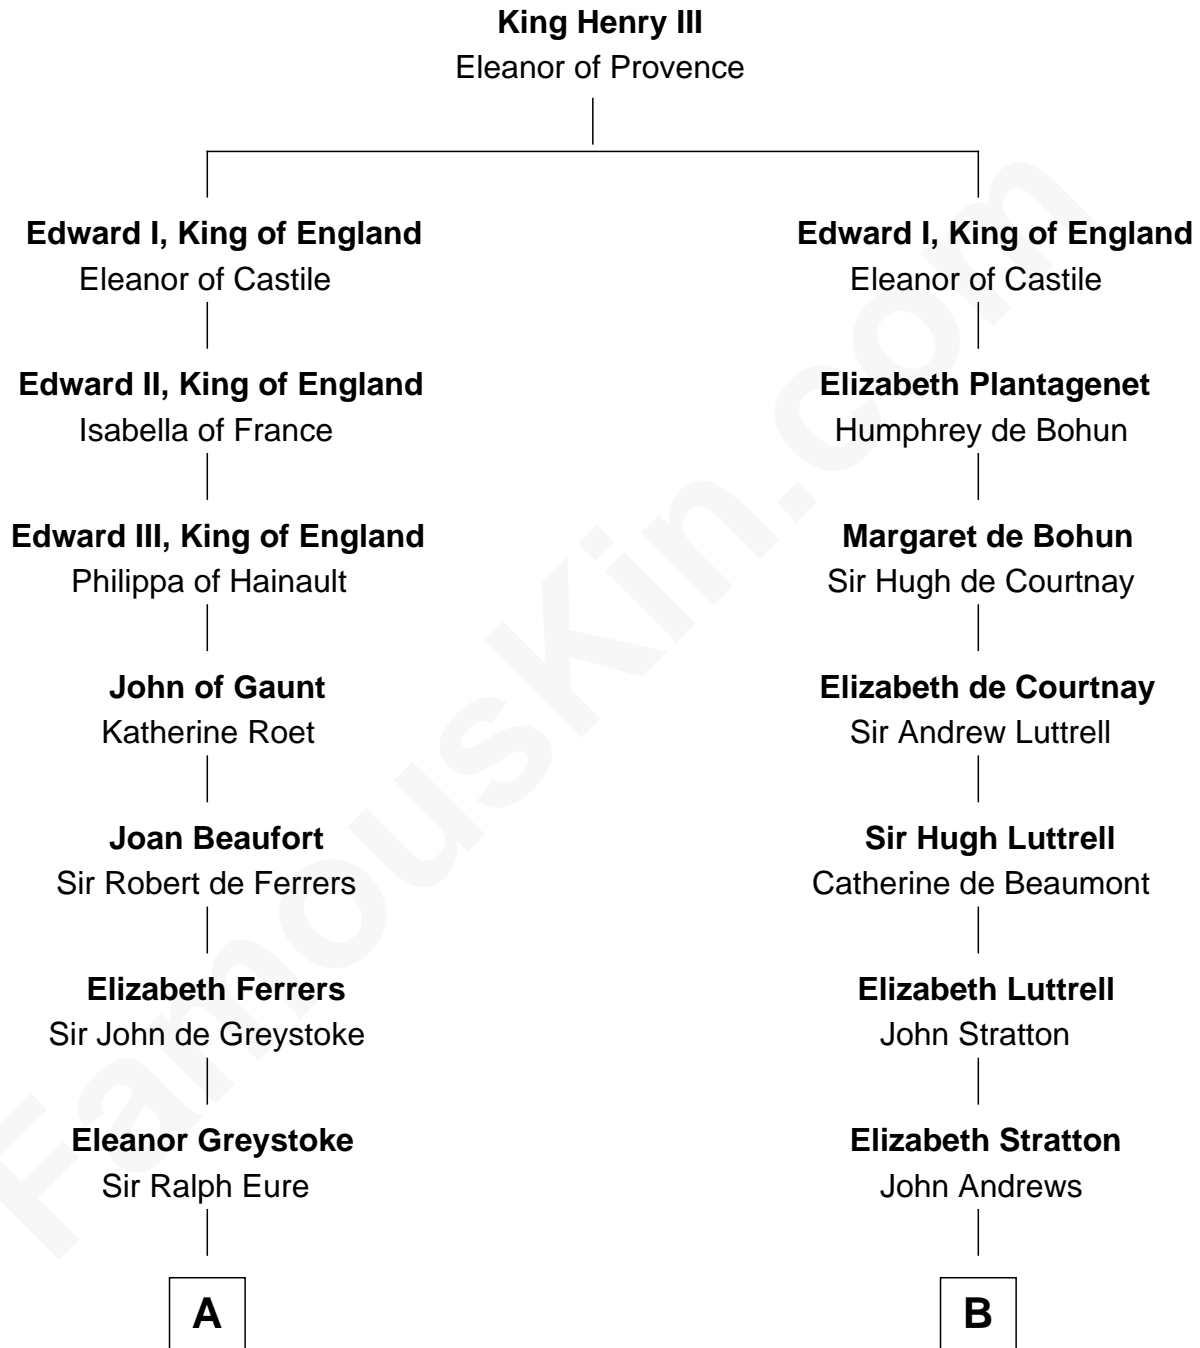 King Henry III
Eleanor of Provence
Edward I, King of England
Eleanor of Castile
Edward II, King of England
Isabella of France
Edward III, King of England
Philippa of Hainault
John of Gaunt
Katherine Roet
Joan Beaufort
Sir Robert de Ferrers
Elizabeth Ferrers
Sir John de Greystoke
Eleanor Greystoke
Sir Ralph Eure
A
Edward I, King of England
Eleanor of Castile
Elizabeth Plantagenet
Humphrey de Bohun
Margaret de Bohun
Sir Hugh de Courtnay
Elizabeth de Courtnay
Sir Andrew Luttrell
Sir Hugh Luttrell
Catherine de Beaumont
Elizabeth Luttrell
John Stratton
Elizabeth Stratton
John Andrews
B
FamousKin.com